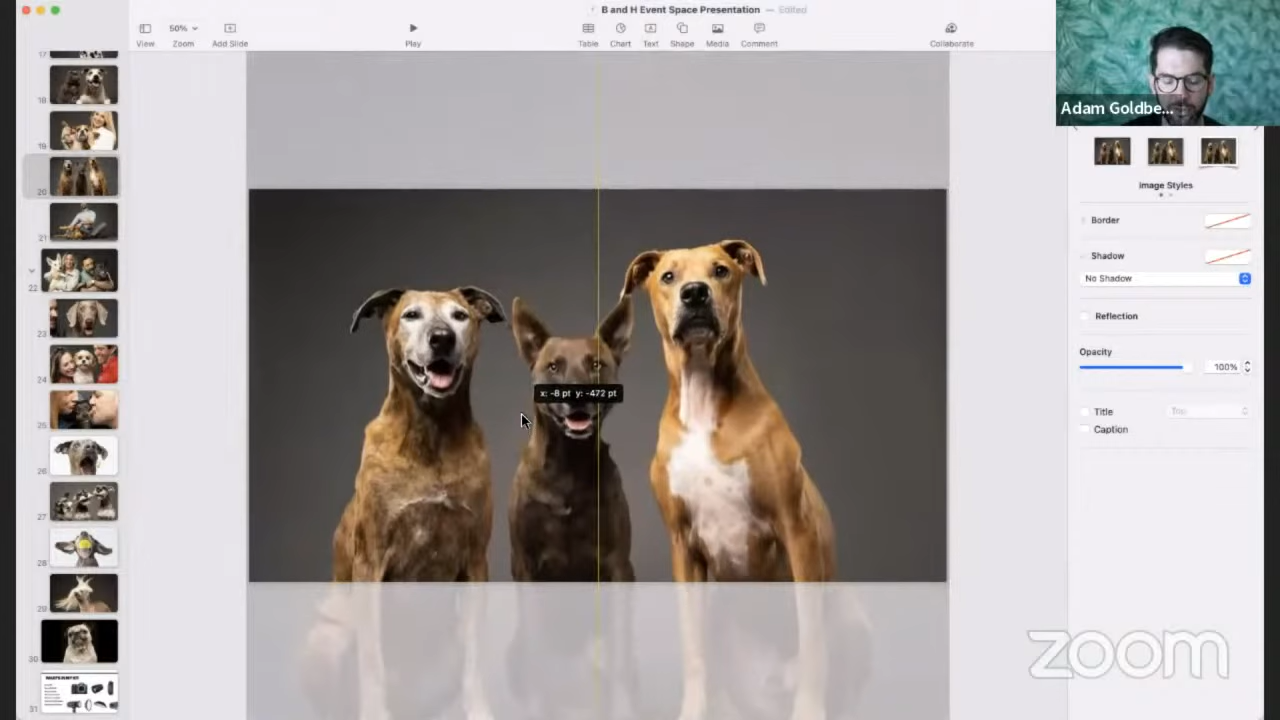 B and H Event Space Presentation — Edited
50%
View Zoom Add Slide Play Table Chart Text Shape Media Comment Collaborate
Adam Goldbe...
17
18
19
20
21
22
23
24
25
26
27
28
29
30
31
x: -8 pt y: -472 pt
Image Styles
Border
Shadow
No Shadow
Reflection
Opacity
100%
Title
Top
Caption
zoom